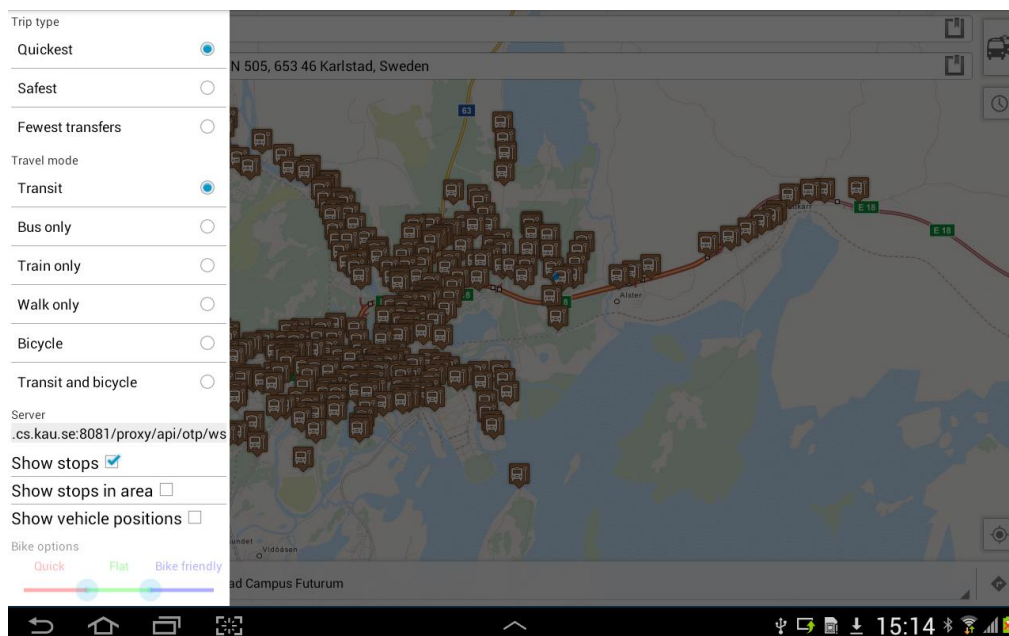 Trip type
Quickest
Safest
Fewest transfers
Travel mode
Transit
Bus only
Train only
Walk only
Bicycle
Transit and bicycle
Server
.cs.kau.se:8081/proxy/api/otp/ws
Show stops
Show stops in area
Show vehicle positions
Bike options
Quick Flat Bike friendly
N 505, 653 46 Karlstad, Sweden
63
E 18
E 18
Alster
Vidöåsen
ad Campus Futurum
15:14